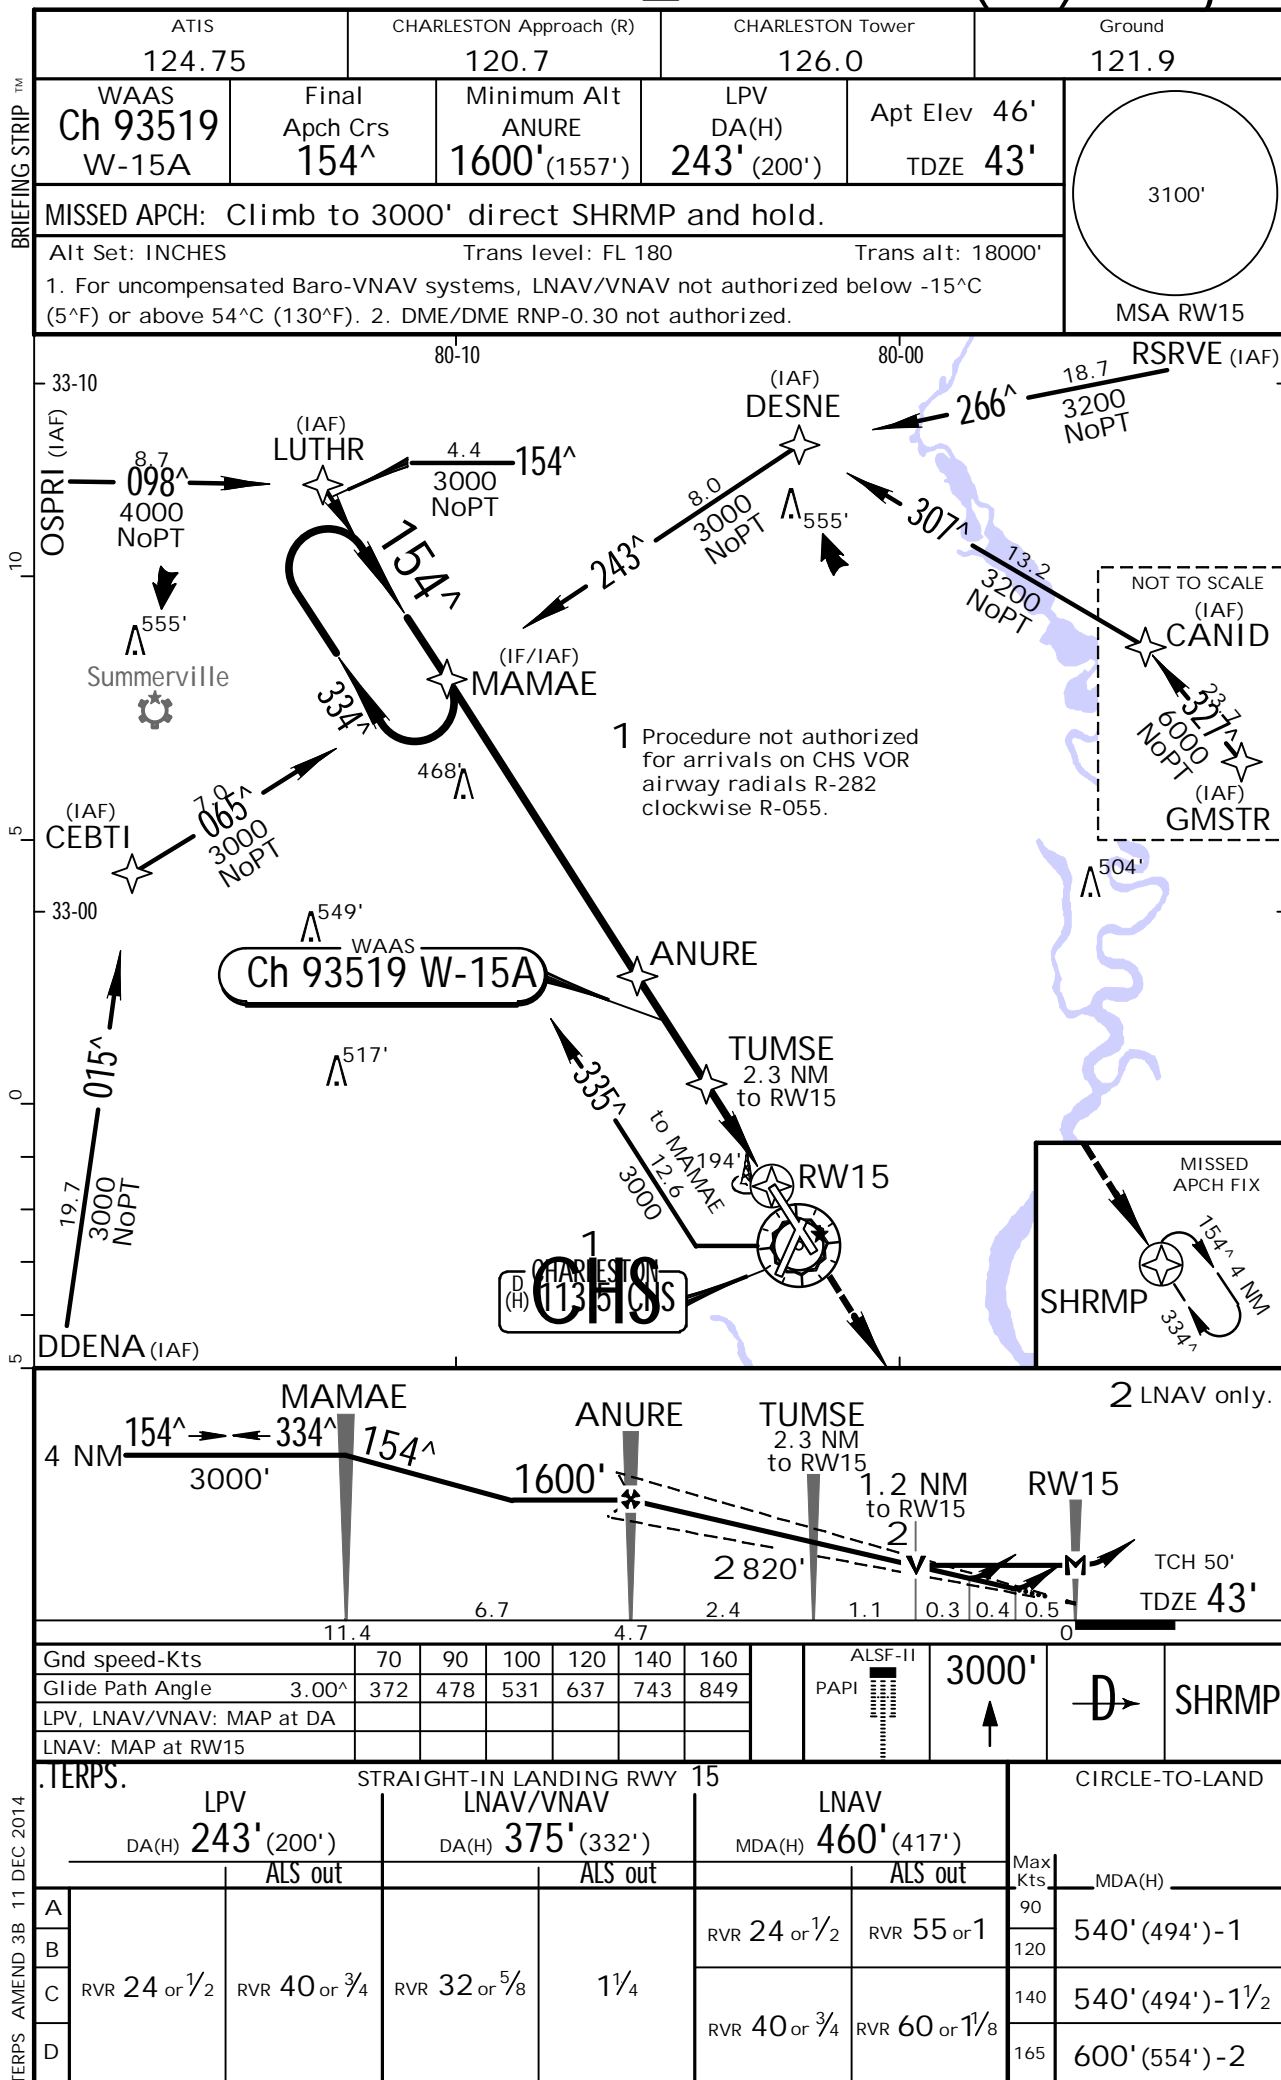 ATIS
124.75
CHARLESTON Approach (R)
120.7
CHARLESTON Tower
126.0
Ground
121.9
BRIEFING STRIP ™
WAAS
Ch 93519
W-15A
Final
Apch Crs
154^
Minimum Alt
ANURE
1600' (1557')
LPV
DA(H)
243' (200')
Apt Elev 46'
TDZE 43'
3100'
MSA RW15
MISSED APCH: Climb to 3000' direct SHRMP and hold.
Alt Set: INCHES Trans level: FL 180 Trans alt: 18000'
1. For uncompensated Baro-VNAV systems, LNAV/VNAV not authorized below -15^C
(5^F) or above 54^C (130^F). 2. DME/DME RNP-0.30 not authorized.
80-10
80-00
33-10
33-00
10
5
0
5
RSRVE (IAF)
18.7
266^
3200
NoPT
(IAF)
DESNE
(IAF)
LUTHR
OSPRI (IAF)
8.7
098^
4000
NoPT
4.4
154^
3000
NoPT
8.0
243^
3000
NoPT
555'
307^
13.2
3200
NoPT
NOT TO SCALE
(IAF)
CANID
23.7
327^
6000
NoPT
(IAF)
GMSTR
154^
555'
Summerville
334^
(IF/IAF)
MAMAE
468'
1 Procedure not authorized
for arrivals on CHS VOR
airway radials R-282
clockwise R-055.
(IAF)
CEBTI
7.0
065^
3000
NoPT
504'
549'
WAAS
Ch 93519 W-15A
ANURE
517'
015^
19.7
3000
NoPT
DDENA (IAF)
TUMSE
2.3 NM
to RW15
335^
to MAMAE
12.6
3000
194'
RW15
1
CHARLESTON
D
(H) 113.5 CHS
CHS
MISSED
APCH FIX
SHRMP
154^ 4 NM
334^
MAMAE
154^ 334^
4 NM
3000'
154^
ANURE
1600'
TUMSE
2.3 NM
to RW15
1.2 NM
to RW15
2
2 820'
RW15
2 LNAV only.
TCH 50'
TDZE 43'
6.7 2.4 1.1 0.3 0.4 0.5
11.4 4.7 0
Gnd speed-Kts 70 90 100 120 140 160
Glide Path Angle 3.00^ 372 478 531 637 743 849
LPV, LNAV/VNAV: MAP at DA
LNAV: MAP at RW15
ALSF-II
PAPI
3000'
D
SHRMP
.TERPS.
STRAIGHT-IN LANDING RWY 15
CIRCLE-TO-LAND
LPV
DA(H) 243' (200')
ALS out
LNAV/VNAV
DA(H) 375' (332')
ALS out
LNAV
MDA(H) 460' (417')
ALS out
Max
Kts
MDA(H)
A
B
C
D
RVR 24 or 1/2
RVR 40 or 3/4
RVR 32 or 5/8
1 1/4
RVR 24 or 1/2
RVR 55 or 1
RVR 40 or 3/4
RVR 60 or 1 1/8
90
120
540' (494') - 1
140
540' (494') - 1 1/2
165
600' (554') - 2
TERPS AMEND 3B 11 DEC 2014